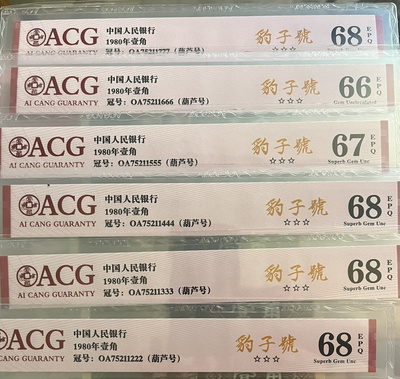 ACG
中国人民银行
1980年壹角
冠号：OA75211777（葫芦号）
AI CANG GUARANTY
豹子號
☆☆☆
68 EPQ
ACG
中国人民银行
1980年壹角
冠号：OA75211666（葫芦号）
AI CANG GUARANTY
豹子號
☆☆☆
66 EPQ
Gem Uncirculated
ACG
中国人民银行
1980年壹角
冠号：OA75211555（葫芦号）
AI CANG GUARANTY
豹子號
☆☆☆
67 EPQ
Superb Gem Unc
ACG
中国人民银行
1980年壹角
冠号：OA75211444（葫芦号）
AI CANG GUARANTY
豹子號
☆☆☆
68 EPQ
Superb Gem Unc
ACG
中国人民银行
1980年壹角
冠号：OA75211333（葫芦号）
AI CANG GUARANTY
豹子號
☆☆☆
68 EPQ
Superb Gem Unc
ACG
中国人民银行
1980年壹角
冠号：OA75211222（葫芦号）
AI CANG GUARANTY
豹子號
☆☆☆
68 EPQ
Superb Gem Unc